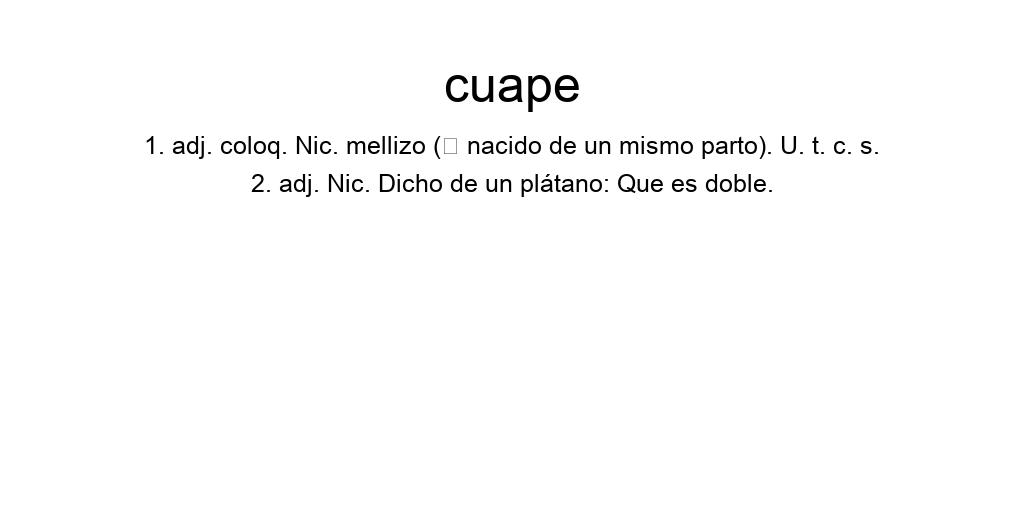 cuape
1. adj. coloq. Nic. mellizo (□ nacido de un mismo parto). U. t. c. s.
2. adj. Nic. Dicho de un plátano: Que es doble.